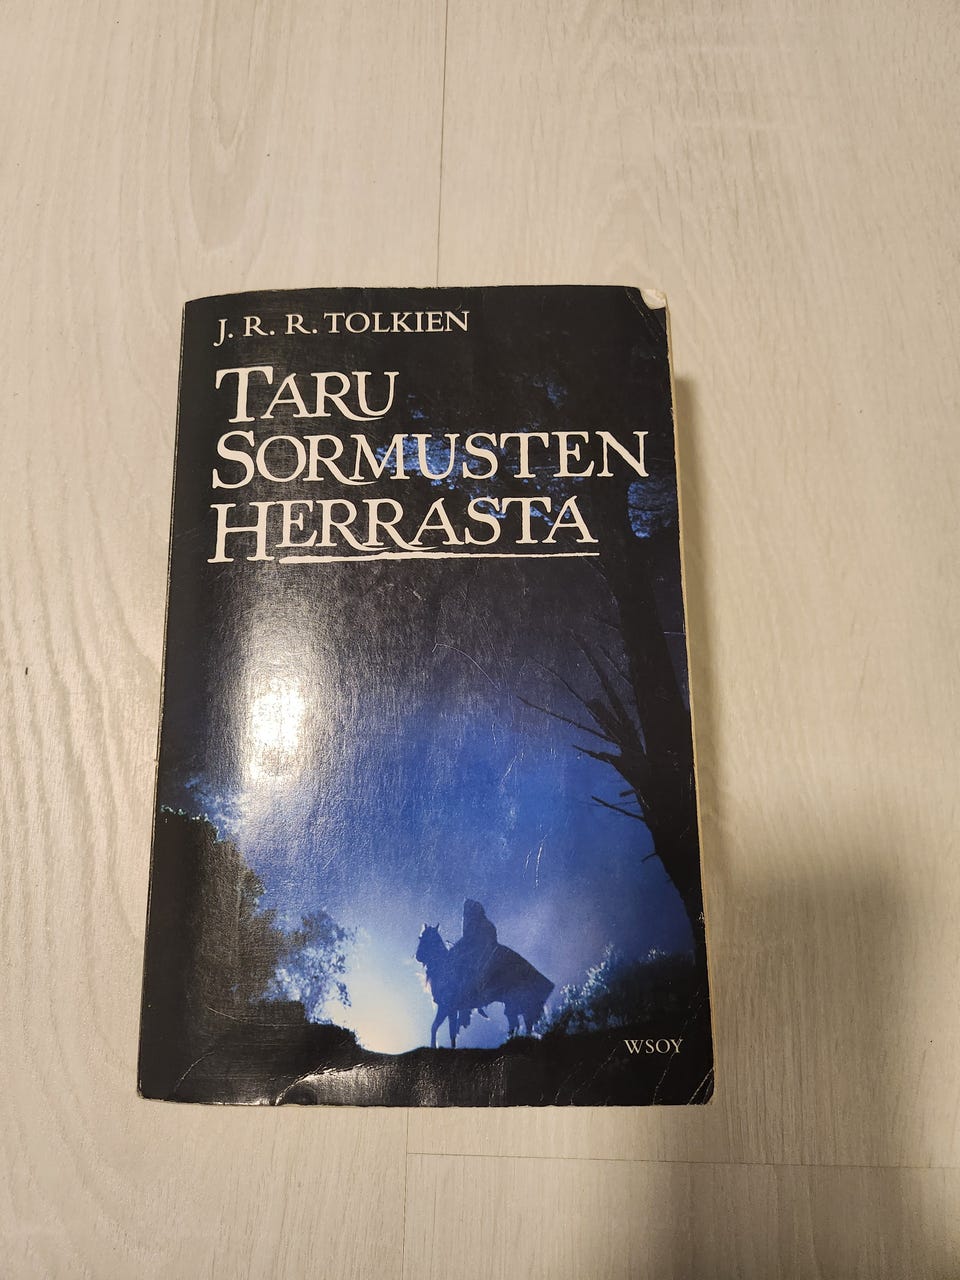 J. R. R. TOLKIEN
TARU
SORMUSTEN
HERRASTA
WSOY